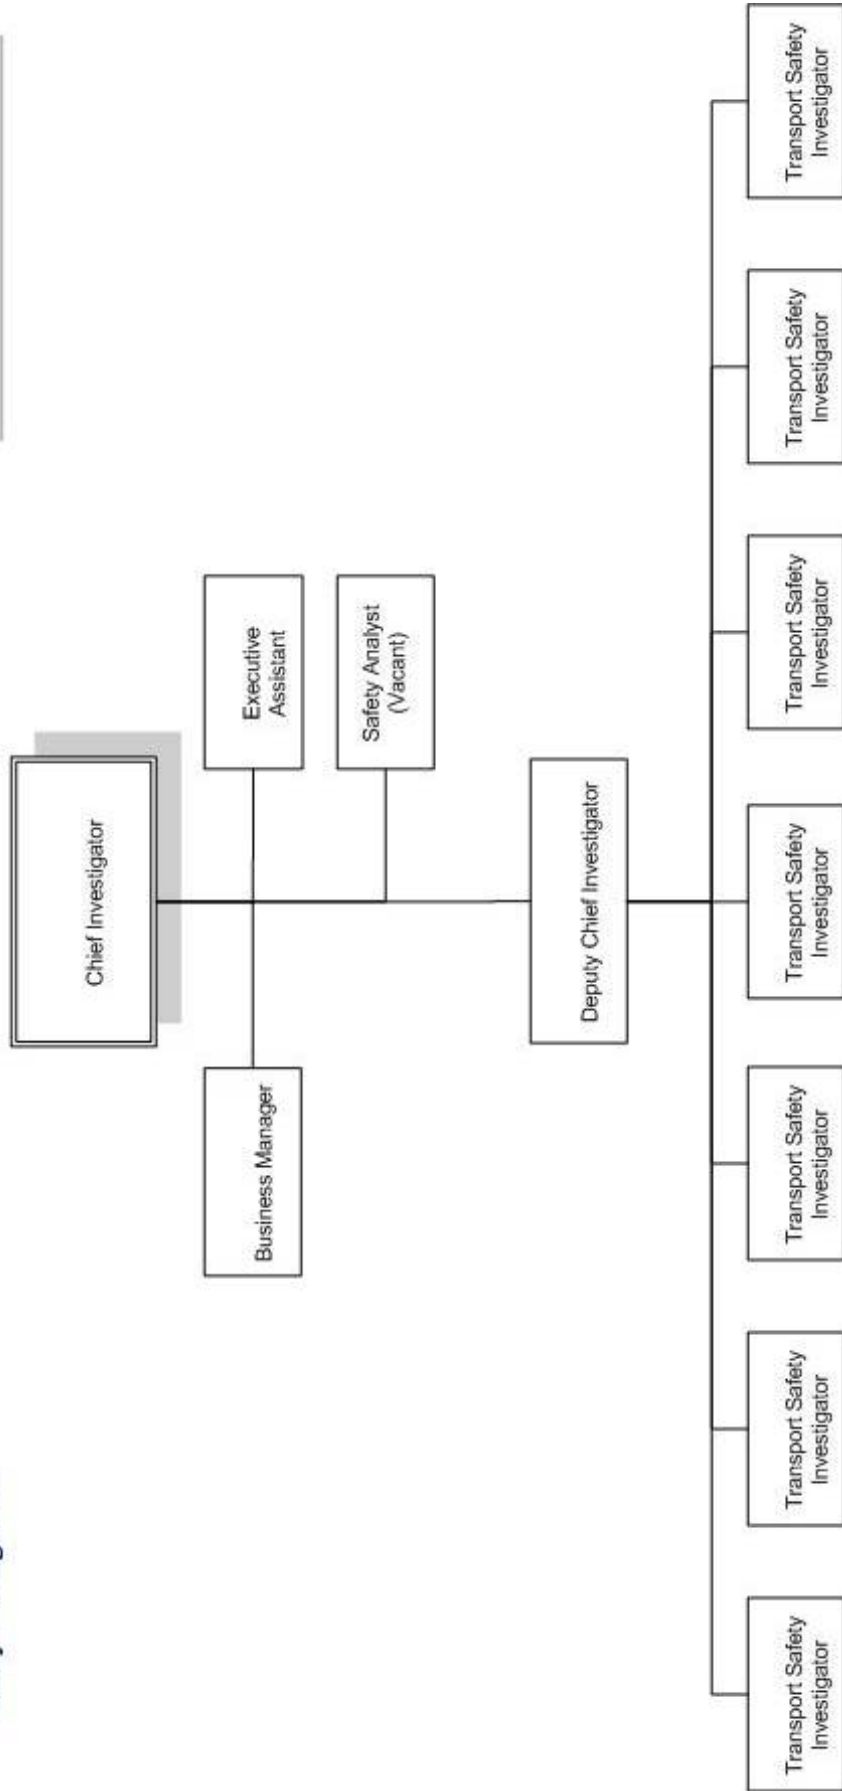 Chief Investigator
Business Manager
Executive
Assistant
Safety Analyst
(Vacant)
Deputy Chief Investigator
Transport Safety
Investigator
Transport Safety
Investigator
Transport Safety
Investigator
Transport Safety
Investigator
Transport Safety
Investigator
Transport Safety
Investigator
Transport Safety
Investigator